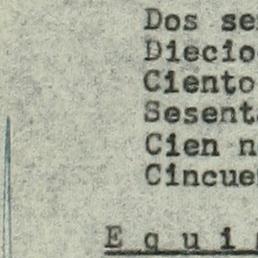 Dos se
Diecio
Ciento
Sesent
Cien n
Cincue
E q u i